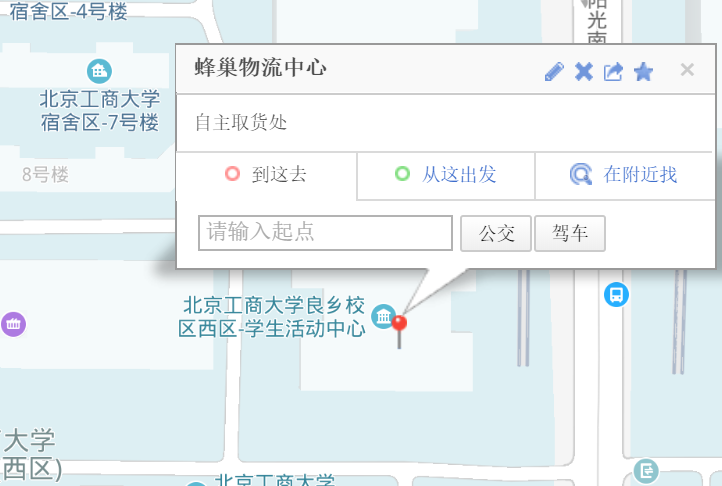 宿舍区-4号楼
阳
光
南
蜂巢物流中心
北京工商大学
宿舍区-7号楼
自主取货处
8号楼
到这去
从这出发
在附近找
请输入起点
公交
驾车
北京工商大学良乡校
区西区-学生活动中心
大学
西区)
北京工商大学